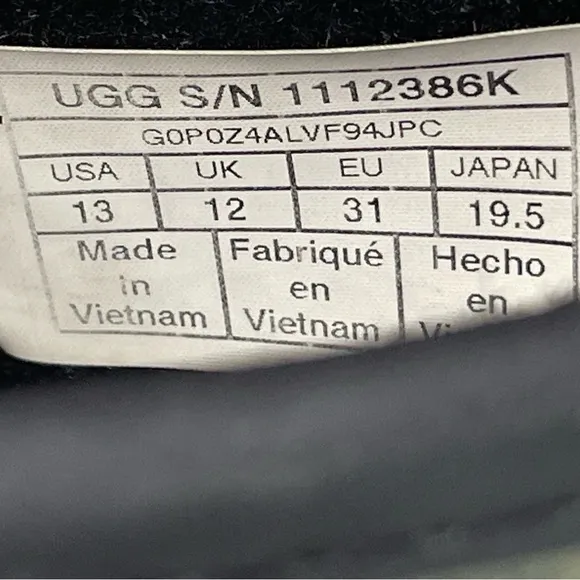 UGG S/N 1112386K
G0P0Z4ALVF94JPC
USA UK EU JAPAN
13 12 31 19.5
Made in Vietnam
Fabriqué en Vietnam
Hecho en